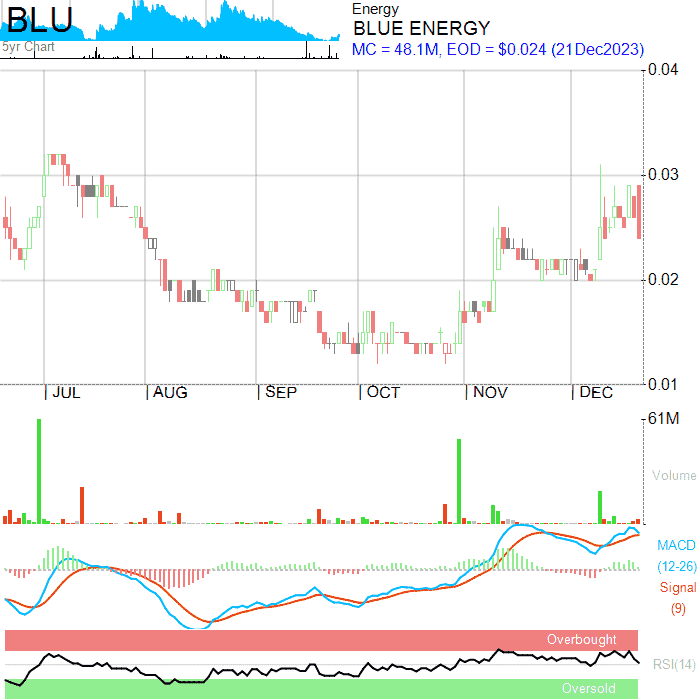 BLU
5yr Chart
Energy
BLUE ENERGY
MC = 48.1M, EOD = $0.024 (21Dec2023)
0.04
0.03
0.02
0.01
JUL AUG SEP OCT NOV DEC
61M
Volume
MACD
(12-26)
Signal
(9)
Overbought
RSI(14)
Oversold